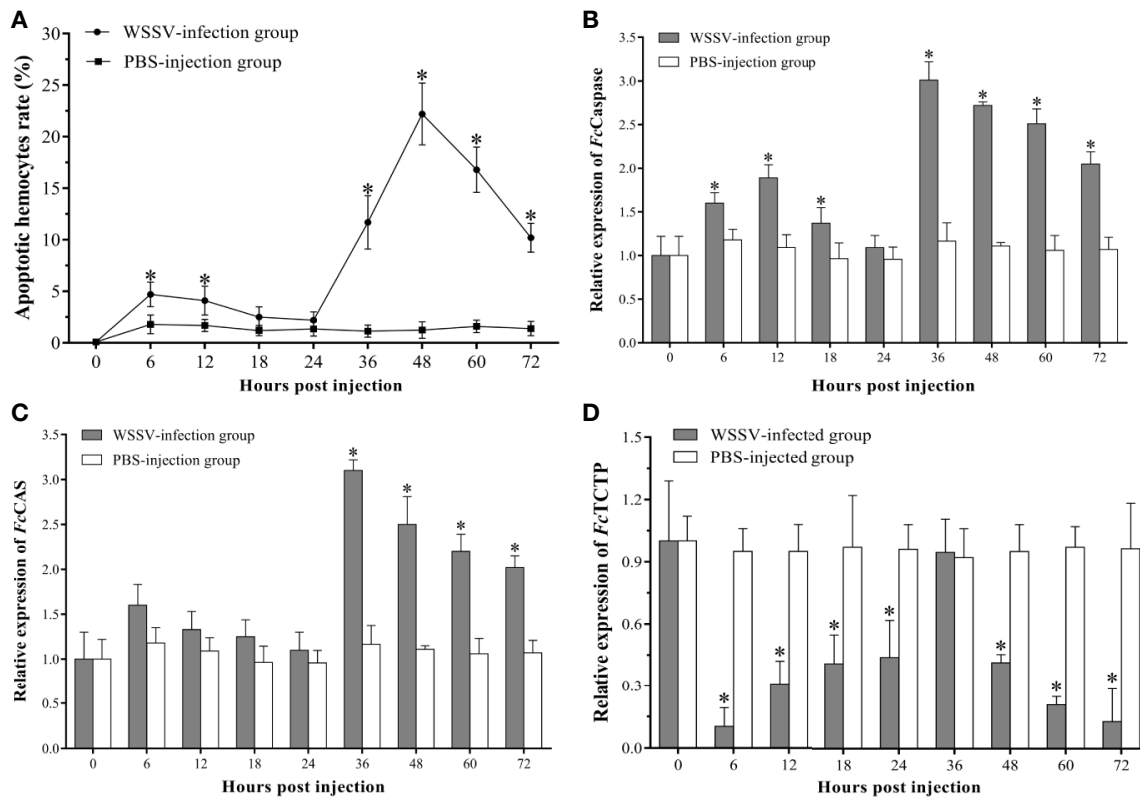 A
Apoptotic hemocytes rate (%)
30
25
20
15
10
5
0
WSSV-infection group
PBS-injection group
* * * * * *
0 6 12 18 24 36 48 60 72
Hours post injection
B
Relative expression of FcCaspase
3.5
3.0
2.5
2.0
1.5
1.0
0.5
0.0
WSSV-infection group
PBS-injection group
* * * * * * *
0 6 12 18 24 36 48 60 72
Hours post injection
C
Relative expression of FcCAS
3.5
3.0
2.5
2.0
1.5
1.0
0.5
0.0
WSSV-infection group
PBS-injection group
* * * *
0 6 12 18 24 36 48 60 72
Hours post injection
D
Relative expression of FcTCTP
1.5
1.2
0.9
0.6
0.3
0.0
WSSV-infected group
PBS-injected group
* * * * * * *
0 6 12 18 24 36 48 60 72
Hours post injection